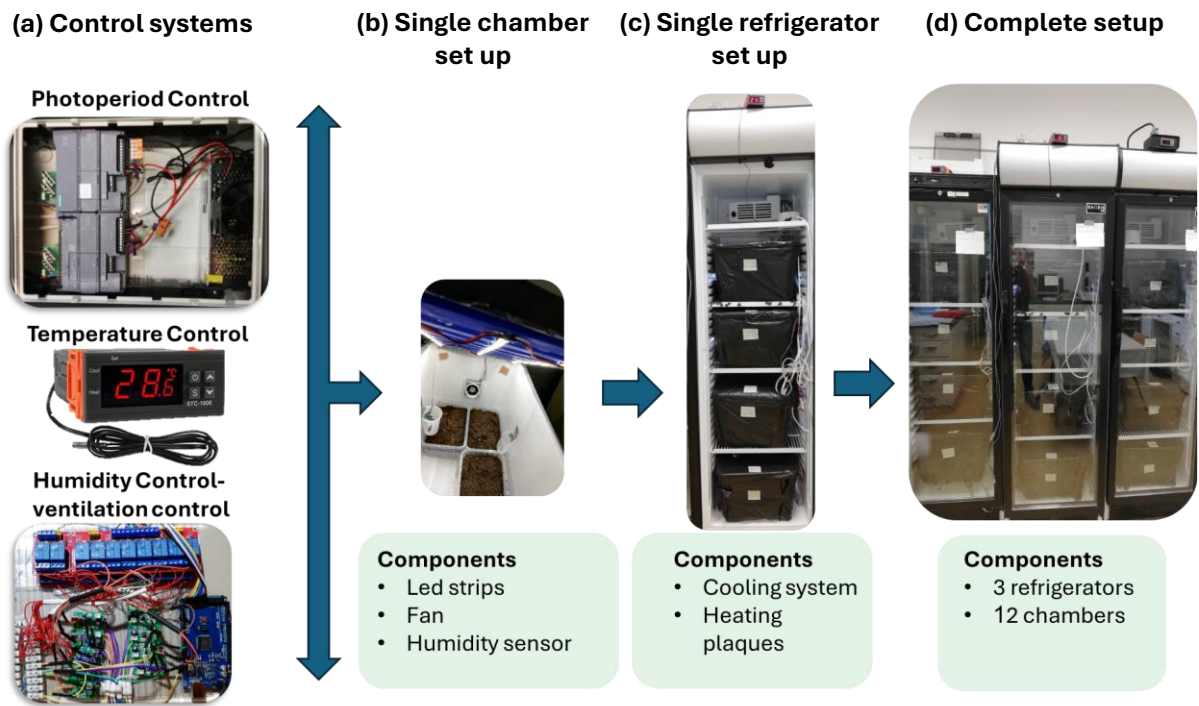 (a) Control systems
(b) Single chamber
set up
(c) Single refrigerator
set up
(d) Complete setup
Photoperiod Control
Temperature Control
Cool
Heat
28.6 °C
S
STC-1000
Humidity Control-
ventilation control
Components
• Led strips
• Fan
• Humidity sensor
Components
• Cooling system
• Heating
plaques
Components
• 3 refrigerators
• 12 chambers